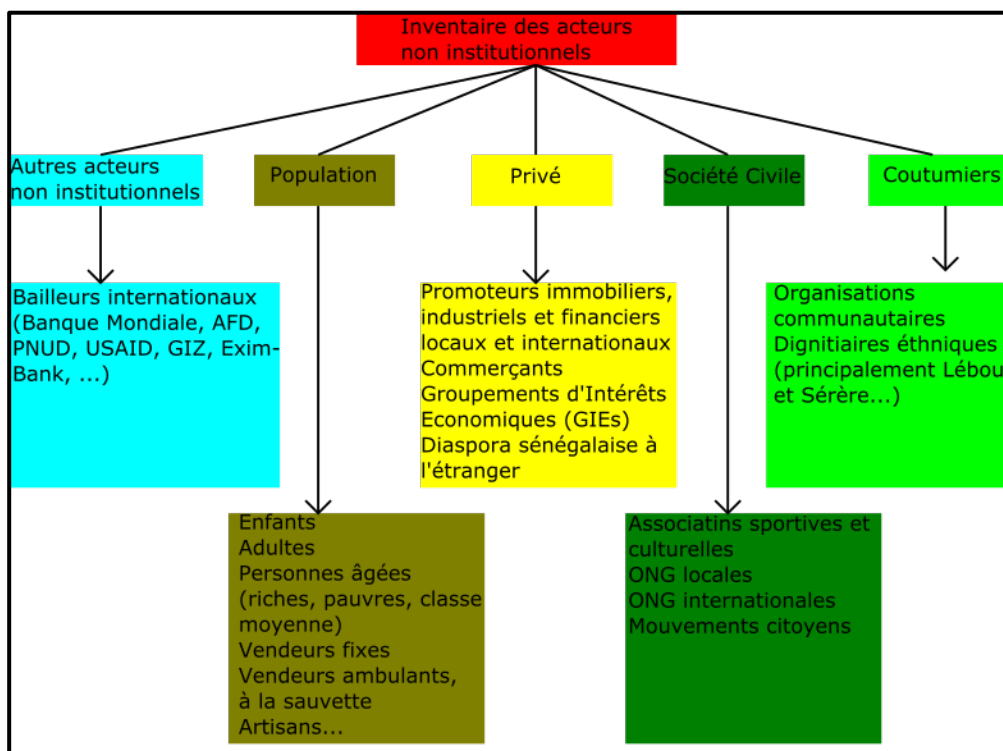 Inventaire des acteurs
non institutionnels
Autres acteurs
non institutionnels
Population
Privé
Société Civile
Coutumiers
Bailleurs internationaux
(Banque Mondiale, AFD,
PNUD, USAID, GIZ, Exim-
Bank, ...)
Promoteurs immobiliers,
industriels et financiers
locaux et internationaux
Commerçants
Groupements d'Intérêts
Economiques (GIEs)
Diaspora sénégalaise à
l'étranger
Organisations
communautaires
Dignitiaires éthniques
(principalement Lébou
et Sérère...)
Enfants
Adultes
Personnes âgées
(riches, pauvres, classe
moyenne)
Vendeurs fixes
Vendeurs ambulants,
à la sauvette
Artisans...
Associatins sportives et
culturelles
ONG locales
ONG internationales
Mouvements citoyens